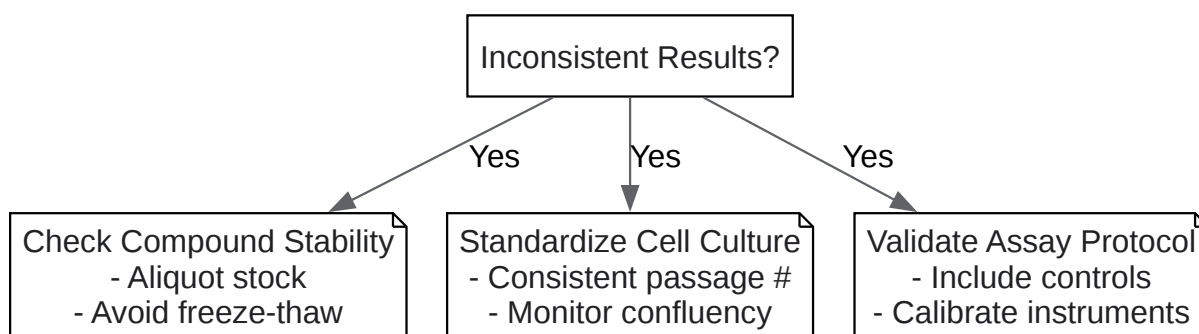 Inconsistent Results?
Yes
Yes
Yes
Check Compound Stability
- Aliquot stock
- Avoid freeze-thaw
Standardize Cell Culture
- Consistent passage #
- Monitor confluency
Validate Assay Protocol
- Include controls
- Calibrate instruments